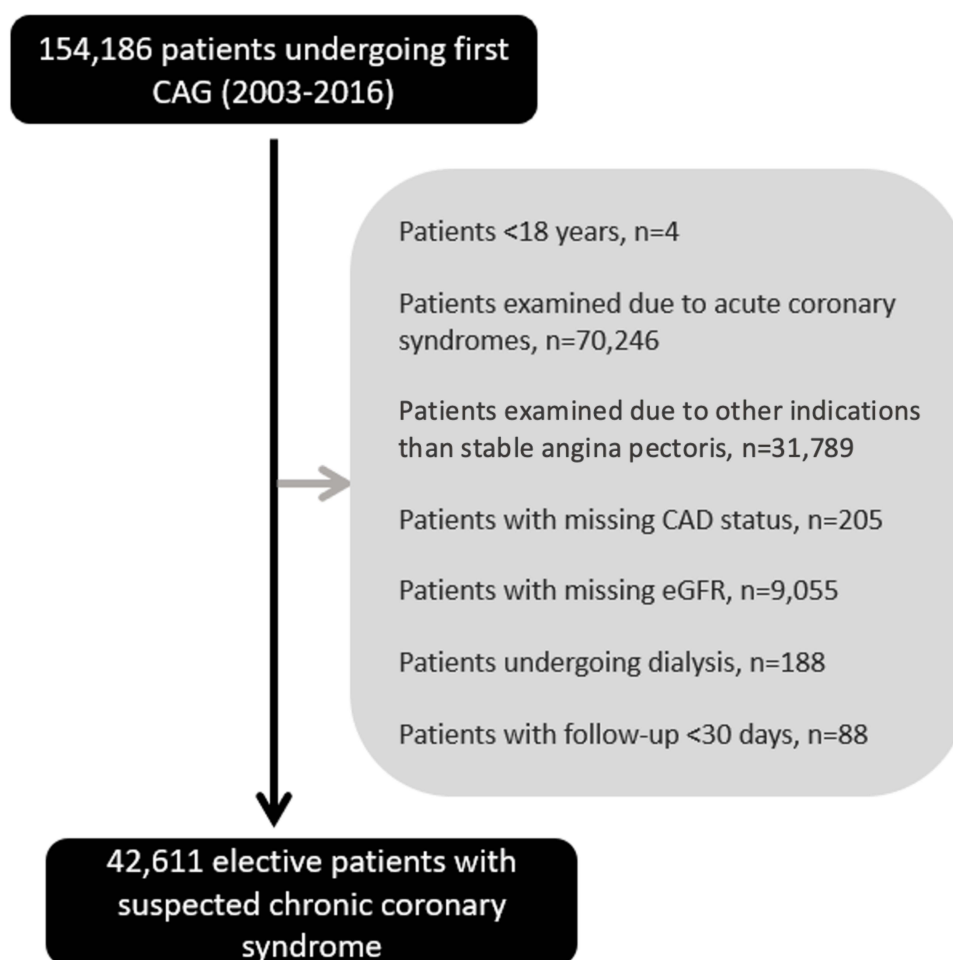 154,186 patients undergoing first
CAG (2003-2016)
Patients <18 years, n=4
Patients examined due to acute coronary
syndromes, n=70,246
Patients examined due to other indications
than stable angina pectoris, n=31,789
Patients with missing CAD status, n=205
Patients with missing eGFR, n=9,055
Patients undergoing dialysis, n=188
Patients with follow-up <30 days, n=88
42,611 elective patients with
suspected chronic coronary
syndrome